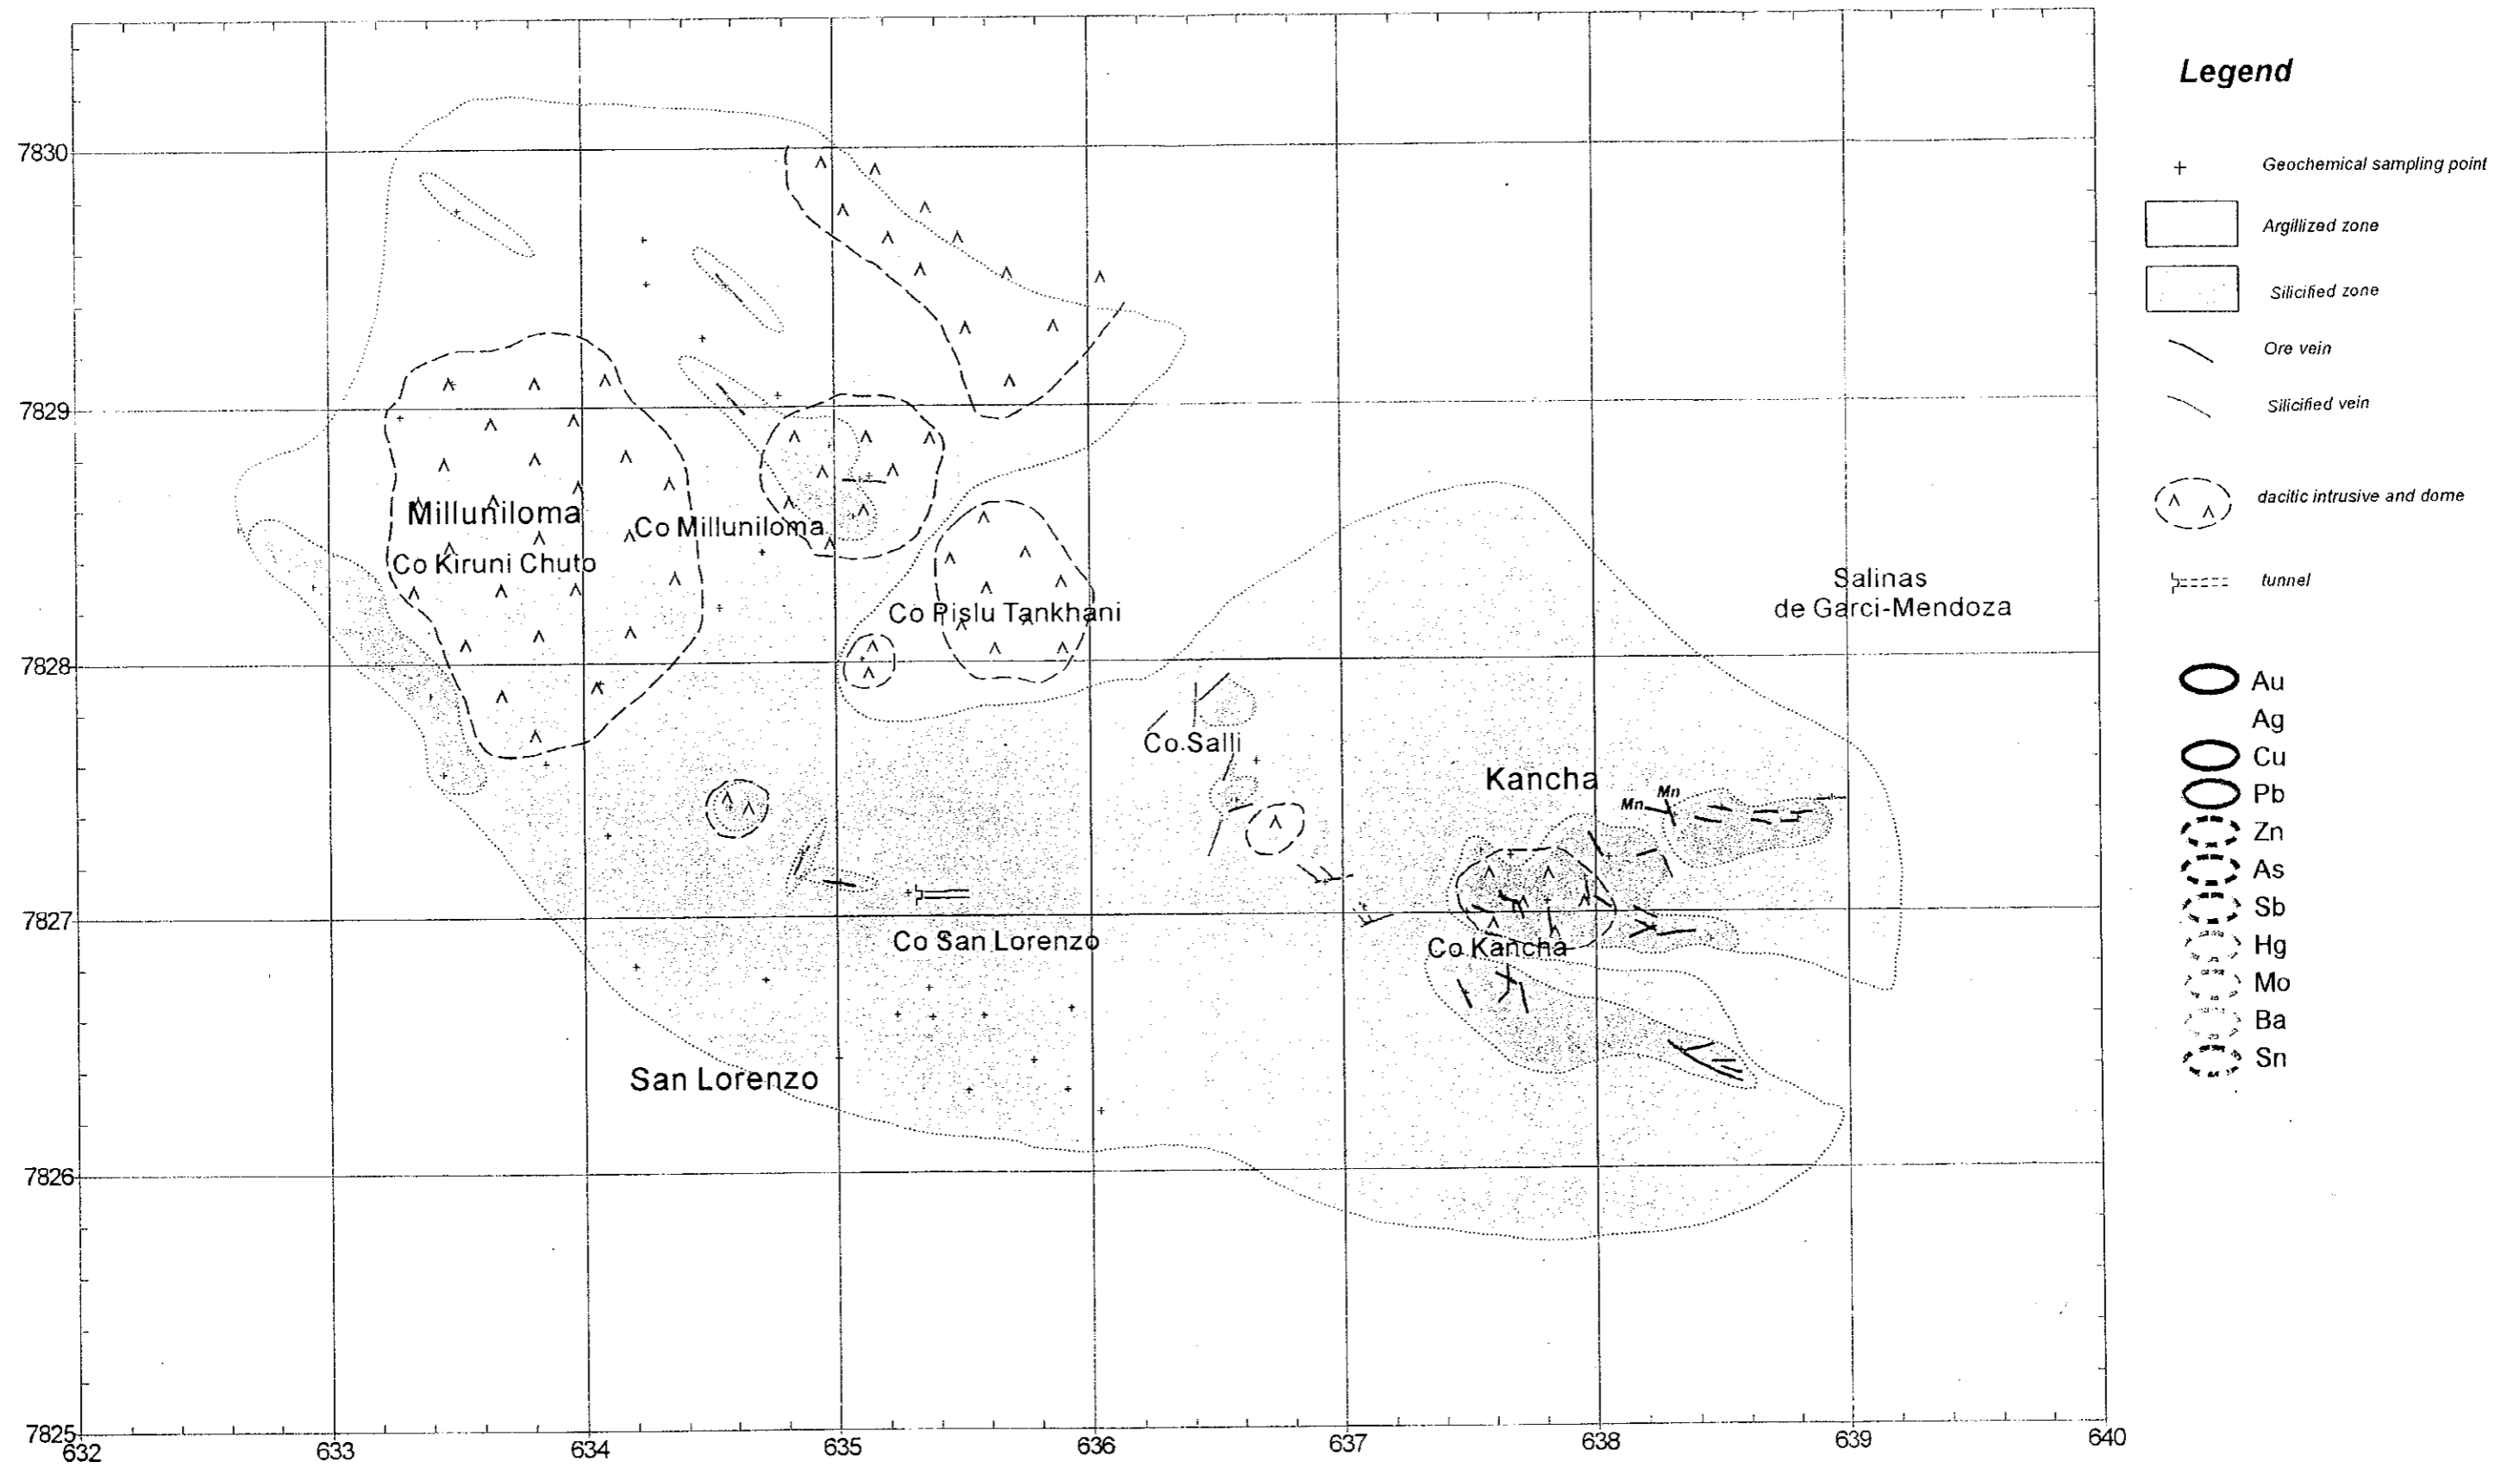 Legend
7830
Geochemical sampling point
Argillized zone
Silicified zone
Ore vein
7829
Silicified vein
Milluniloma
Co Milluniloma
dacitic intrusive and dome
Co Kiruni Chuto
Salinas
de Garci-Mendoza
tunnel
Co Pislu Tankhani
7828
Au
Ag
Co.Salli
Cu
Kancha
Mn
Mn
Pb
Zn
As
Sb
7827
Co San Lorenzo
Co Kancha
Hg
Mo
Ba
San Lorenzo
Sn
7826
7825
632
633
634
635
636
637
638
639
640